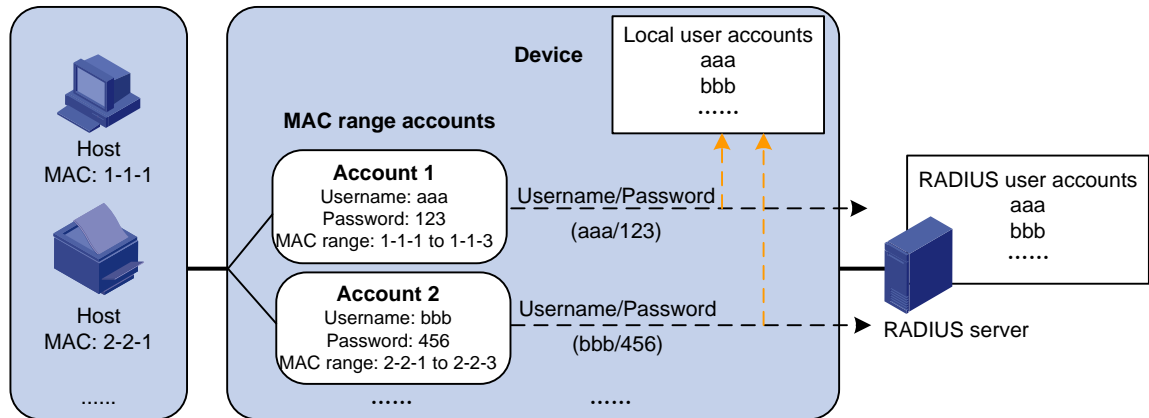 Host
MAC: 1-1-1
Host
MAC: 2-2-1
......
Device
MAC range accounts
Account 1
Username: aaa
Password: 123
MAC range: 1-1-1 to 1-1-3
Account 2
Username: bbb
Password: 456
MAC range: 2-2-1 to 2-2-3
......
Local user accounts
aaa
bbb
......
Username/Password
(aaa/123)
Username/Password
(bbb/456)
......
RADIUS user accounts
aaa
bbb
......
RADIUS server